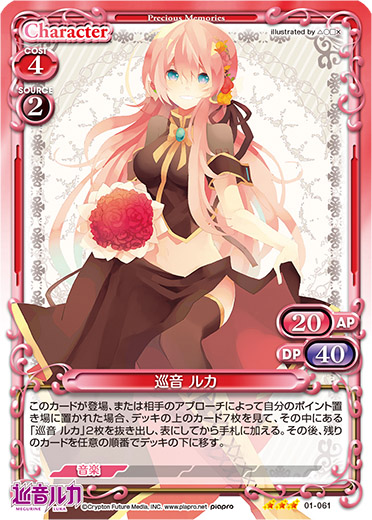 Precious Memories
Character
illustrated by △○□×
COST
4
SOURCE
2
20 AP
DP 40
巡音 ルカ
このカードが登場、または相手のアプローチによって自分のポイント置
き場に置かれた場合、デッキの上のカード7枚を見て、その中にある
「巡音 ルカ」2枚を抜き出し、表にしてから手札に加える。その後、残り
のカードを任意の順番でデッキの下に移す。
音楽
巡音ルカ
MEGURINE LUKA
©Crypton Future Media, INC. www.piapro.net piapro
★★★ 01-061